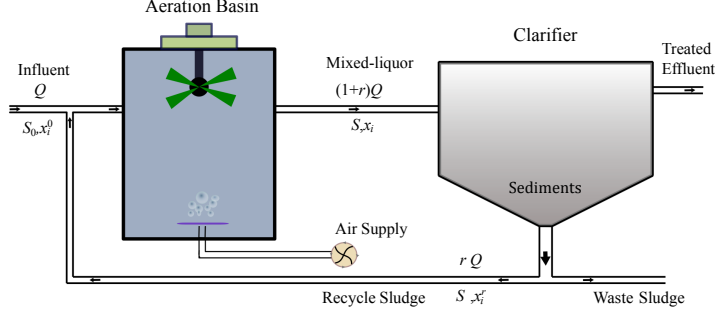 Aeration Basin
Influent
Q
S₀,xᵢ⁰
Mixed-liquor
(1+r)Q
S,xᵢ
Clarifier
Treated
Effluent
Sediments
Air Supply
r Q
S ,xᵢʳ
Recycle Sludge
Waste Sludge